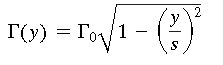 Γ(y) = Γ₀√(1 − (y/s)²)